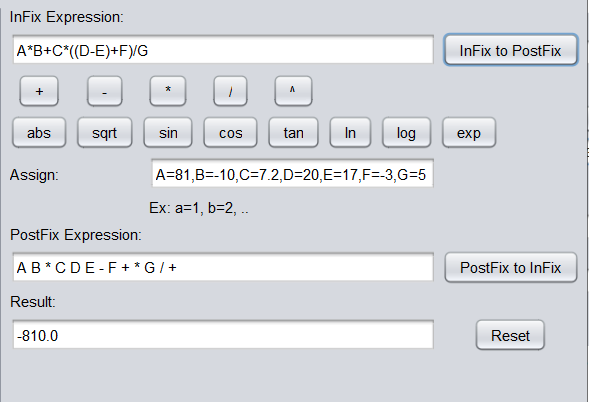 InFix Expression:
A*B+C*((D-E)+F)/G InFix to PostFix
+ - * / ^
abs sqrt sin cos tan ln log exp
Assign: A=81,B=-10,C=7.2,D=20,E=17,F=-3,G=5
Ex: a=1, b=2, ..
PostFix Expression:
A B * C D E - F + * G / + PostFix to InFix
Result:
-810.0 Reset